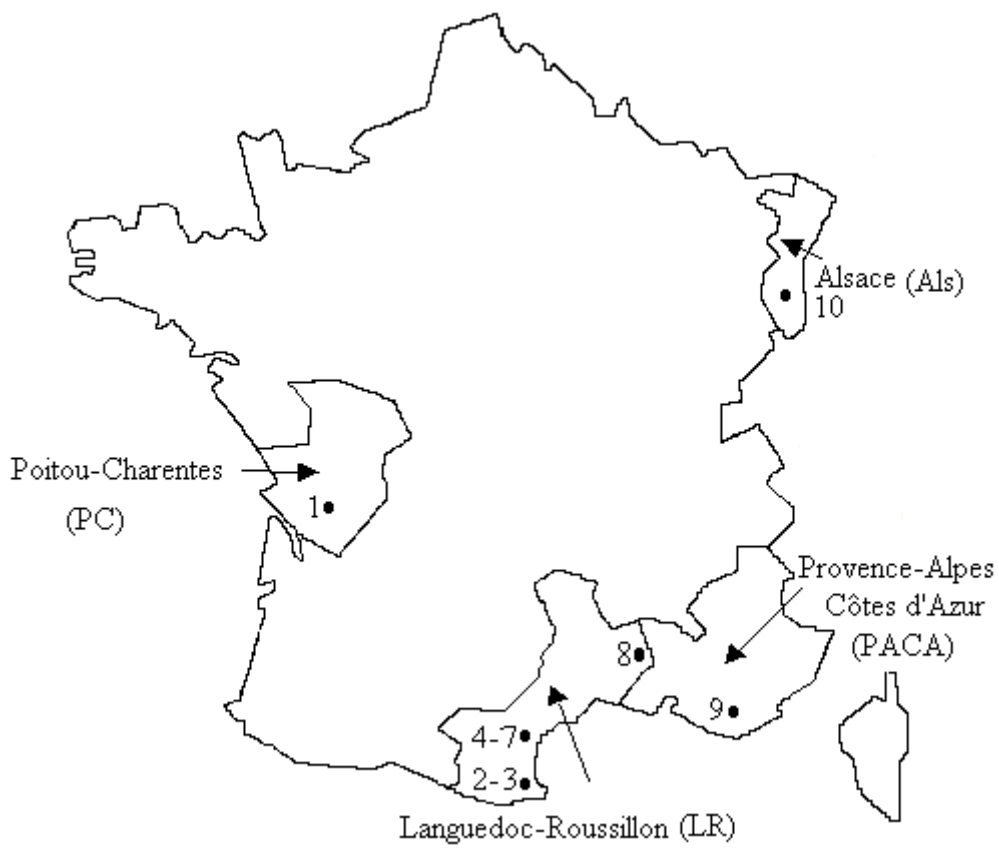 Alsace (Als)
10
Poitou-Charentes
(PC)
1
Provence-Alpes
Côtes d'Azur
(PACA)
8
9
4-7
2-3
Languedoc-Roussillon (LR)